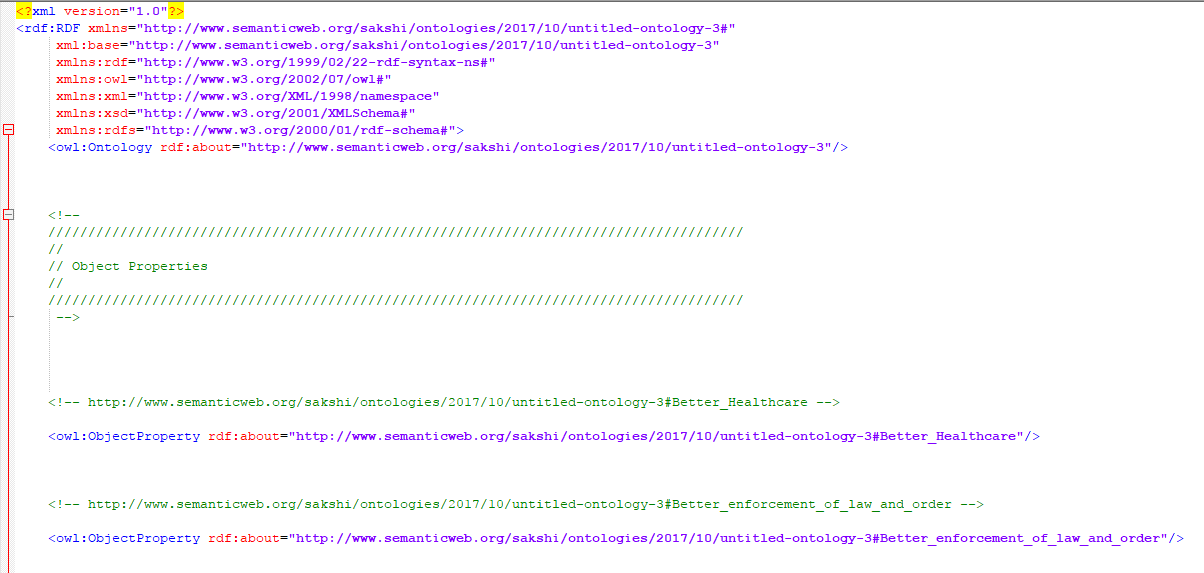 <?xml version="1.0"?>
<rdf:RDF xmlns="http://www.semanticweb.org/sakshi/ontologies/2017/10/untitled-ontology-3#"
     xml:base="http://www.semanticweb.org/sakshi/ontologies/2017/10/untitled-ontology-3"
     xmlns:rdf="http://www.w3.org/1999/02/22-rdf-syntax-ns#"
     xmlns:owl="http://www.w3.org/2002/07/owl#"
     xmlns:xml="http://www.w3.org/XML/1998/namespace"
     xmlns:xsd="http://www.w3.org/2001/XMLSchema#"
     xmlns:rdfs="http://www.w3.org/2000/01/rdf-schema#">
    <owl:Ontology rdf:about="http://www.semanticweb.org/sakshi/ontologies/2017/10/untitled-ontology-3"/>
    <!--
    ///////////////////////////////////////////////////////////////////////////////////////
    //
    // Object Properties
    //
    ///////////////////////////////////////////////////////////////////////////////////////
     -->
    <!-- http://www.semanticweb.org/sakshi/ontologies/2017/10/untitled-ontology-3#Better_Healthcare -->
    <owl:ObjectProperty rdf:about="http://www.semanticweb.org/sakshi/ontologies/2017/10/untitled-ontology-3#Better_Healthcare"/>
    <!-- http://www.semanticweb.org/sakshi/ontologies/2017/10/untitled-ontology-3#Better_enforcement_of_law_and_order -->
    <owl:ObjectProperty rdf:about="http://www.semanticweb.org/sakshi/ontologies/2017/10/untitled-ontology-3#Better_enforcement_of_law_and_order"/>